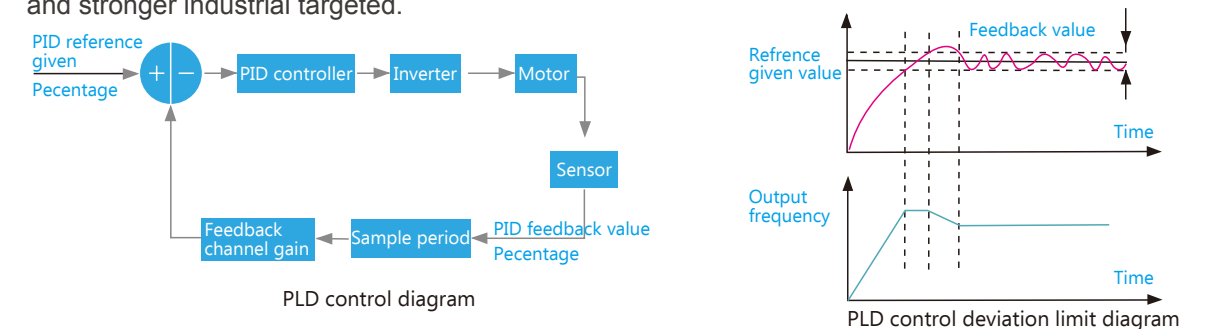 and stronger industrial targeted.
PID reference
given
Pecentage
+ −
PID controller
Inverter
Motor
Sensor
Feedback
channel gain
Sample period
PID feedback value
Pecentage
PLD control diagram
Feedback value
Refrence
given value
Time
Output
frequency
Time
PLD control deviation limit diagram